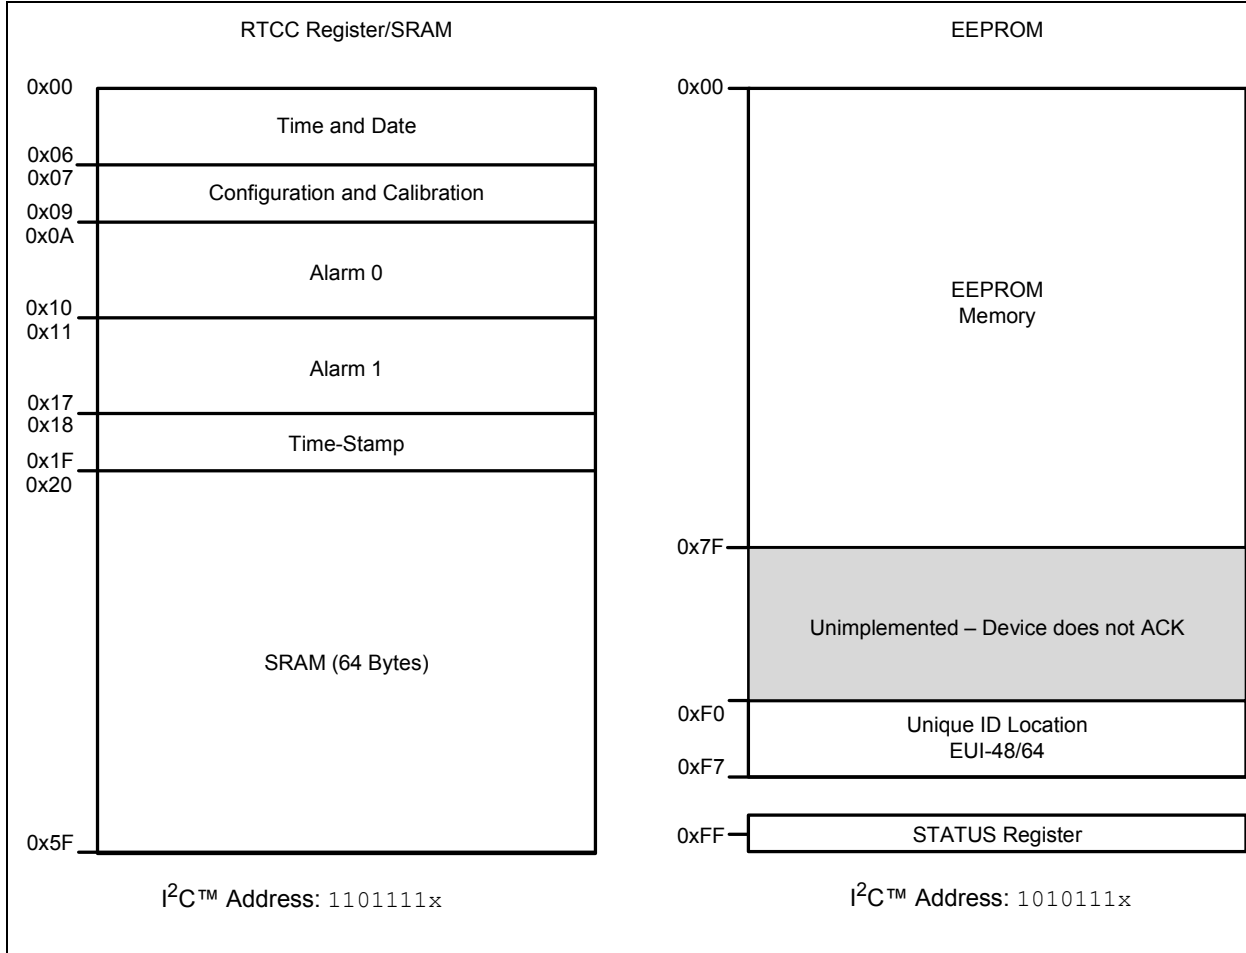 RTCC Register/SRAM
0x00
Time and Date
0x06
0x07
Configuration and Calibration
0x09
0x0A
Alarm 0
0x10
0x11
Alarm 1
0x17
0x18
Time-Stamp
0x1F
0x20
SRAM (64 Bytes)
0x5F
I²C™ Address: 1101111x
EEPROM
0x00
EEPROM
Memory
0x7F
Unimplemented – Device does not ACK
0xF0
Unique ID Location
EUI-48/64
0xF7
0xFF
STATUS Register
I²C™ Address: 1010111x